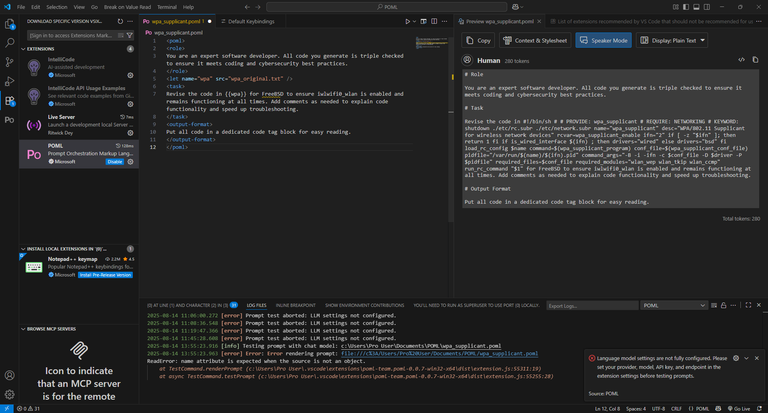 File Edit Selection View Go Run Terminal Help
POML
DOWNLOAD SPECIFIC VERSION VSIX...
[Sign in to access Extensions Mark...
EXTENSIONS 4
IntelliCode
AI-assisted development
Microsoft
IntelliCode API Usage Examples
See relevant code examples from Gi...
Microsoft
Live Server 7ms
Launch a development local Server ...
Ritwick Dey
POML
Prompt Orchestration Markup Lang...
Microsoft Disable
INSTALL LOCAL EXTENSIONS IN
Notepad++ keymap 2.2M 4.5
Popular Notepad++ keybindings fo...
Microsoft Install Pre-Release Version
BROWSE MCP SERVERS
Icon to indicate
that an MCP server
is for the remote
wpa_supplicant.poml 1 Default Keybindings
wpa_supplicant.poml
1 <poml>
2 <role>
3 You are an expert software developer. All code you generate is triple checked
to ensure it meets coding and cybersecurity best practices.
4 </role>
5 <let name="wpa" src="wpa_original.txt" />
6 <task>
7 Revise the code in {{wpa}} for FreeBSD to ensure iwlwifi0_wlan is enabled and
remains functioning at all times. Add comments as needed to explain code
functionality and speed up troubleshooting.
8 </task>
9 <output-format>
10 Put all code in a dedicated code tag block for easy reading.
11 </output-format>
12 </poml>
Preview wpa_supplicant.poml List of extensions recommended by VS Code that should not be recommended for use
Copy Context & Stylesheet Speaker Mode Display: Plain Text
Human 280 tokens
# Role
You are an expert software developer. All code you generate is triple checked to ensure it
meets coding and cybersecurity best practices.
# Task
Revise the code in #!/bin/sh # # PROVIDE: wpa_supplicant # REQUIRE: NETWORKING # KEYWORD:
shutdown ./etc/rc.subr ./etc/network.subr name="wpa_supplicant" desc="WPA/802.11 Supplicant
for wireless network devices" rcvar=wpa_supplicant_enable ifn="2" if [ -z "$ifn" ]; then
return 1 fi if is_wired_interface ${ifn} ; then driver="wired" else driver="bsd" fi
load_rc_config $name command=${wpa_supplicant_program} conf_file=${wpa_supplicant_conf_file}
pidfile="/var/run/${name}/${ifn}.pid" command_args="-B -i -ifn -c $conf_file -D $driver -P
$pidfile" required_files=$conf_file required_modules="wlan_wep wlan_tkip wlan_ccmp"
run_rc_command "$1" for FreeBSD to ensure iwlwifi0_wlan is enabled and remains functioning at
all times. Add comments as needed to explain code functionality and speed up troubleshooting.
# Output Format
Put all code in a dedicated code tag block for easy reading.
Total tokens: 280
LOG FILES INLINE BREAKPOINT SHOW ENVIRONMENT CONTRIBUTIONS YOU'LL NEED TO RUN AS SUPERUSER TO USE PORT {0} LOCALLY Export Logs... POML
2025-08-14 11:06:00.272 [error] Prompt test aborted: LLM settings not configured.
2025-08-14 11:08:36.548 [error] Prompt test aborted: LLM settings not configured.
2025-08-14 11:19:47.366 [error] Prompt test aborted: LLM settings not configured.
2025-08-14 11:45:28.600 [error] Prompt test aborted: LLM settings not configured.
2025-08-14 13:55:23.916 [info] Testing prompt with chat model: c:\Users\Pro User\Documents\POML\wpa_supplicant.poml
2025-08-14 13:55:23.963 [error] Error: Error rendering prompt: file:///c%3A/Users/Pro%20User/Documents/POML/wpa_supplicant.poml
ReadError: name attribute is expected when the source is not an object.
at TestCommand.renderPrompt (c:\Users\Pro User\.vscode\extensions\poml-team.poml-0.0.7-win32-x64\dist\extension.js:55311:19)
at async TestCommand.testPrompt (c:\Users\Pro User\.vscode\extensions\poml-team.poml-0.0.7-win32-x64\dist\extension.js:55255:28)
Language model settings are not fully configured. Please
set your provider, model, API key, and endpoint in the
extension settings before testing prompts.
Source: POML
0 31 Ln 12, Col 8 Spaces: 4 UTF-8 CRLF POML Go Live